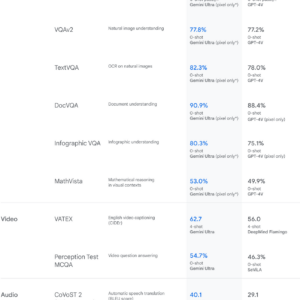 Gemini Ultra (pixel only*)
GPT-4V
VQAv2
Natural image understanding
77.8%
0-shot
Gemini Ultra (pixel only*)
77.2%
0-shot
GPT-4V
TextVQA
OCR on natural images
82.3%
0-shot
Gemini Ultra (pixel only*)
78.0%
0-shot
GPT-4V
DocVQA
Document understanding
90.9%
0-shot
Gemini Ultra (pixel only*)
88.4%
0-shot
GPT-4V (pixel only)
Infographic VQA
Infographic understanding
80.3%
0-shot
Gemini Ultra (pixel only*)
75.1%
0-shot
GPT-4V (pixel only)
MathVista
Mathematical reasoning
in visual contexts
53.0%
0-shot
Gemini Ultra (pixel only*)
49.9%
0-shot
GPT-4V
Video
VATEX
English video captioning
(CIDEr)
62.7
4-shot
Gemini Ultra
56.0
4-shot
DeepMind Flamingo
Perception Test
MCQA
Video question answering
54.7%
0-shot
Gemini Ultra
46.3%
0-shot
SeViLA
Audio
CoVoST 2
Automatic speech translation
(BLEU score)
40.1
29.1